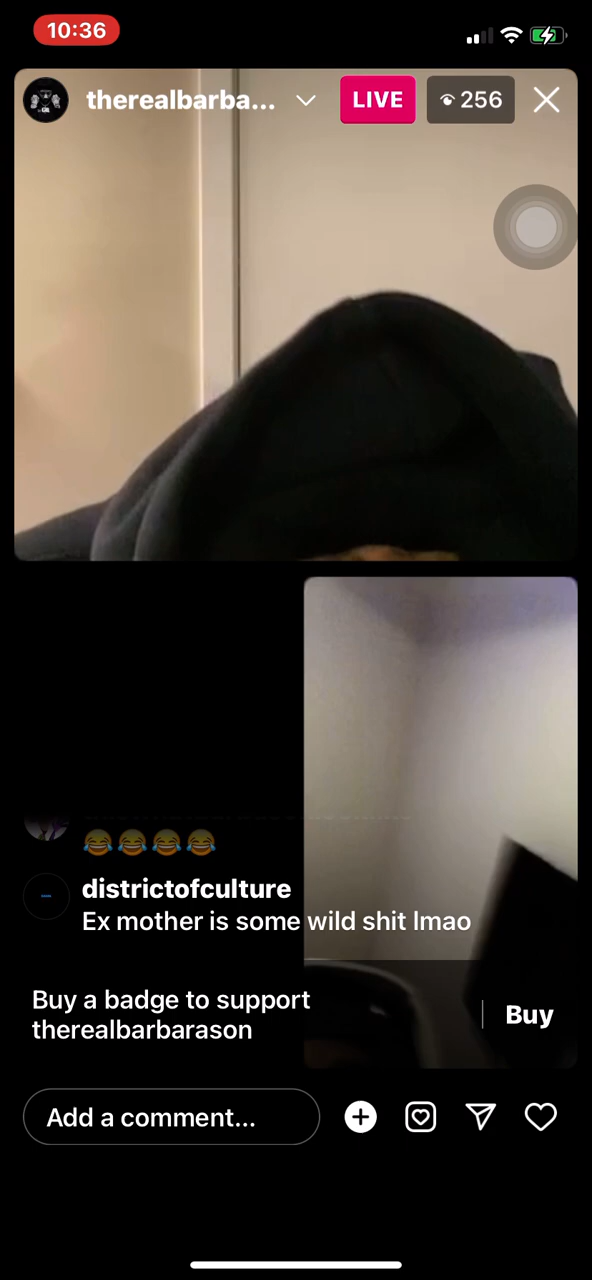 10:36
therealbarba...
LIVE
256
😂😂😂😂
districtofculture
Ex mother is some wild shit lmao
Buy a badge to support
therealbarbarason
Buy
Add a comment...